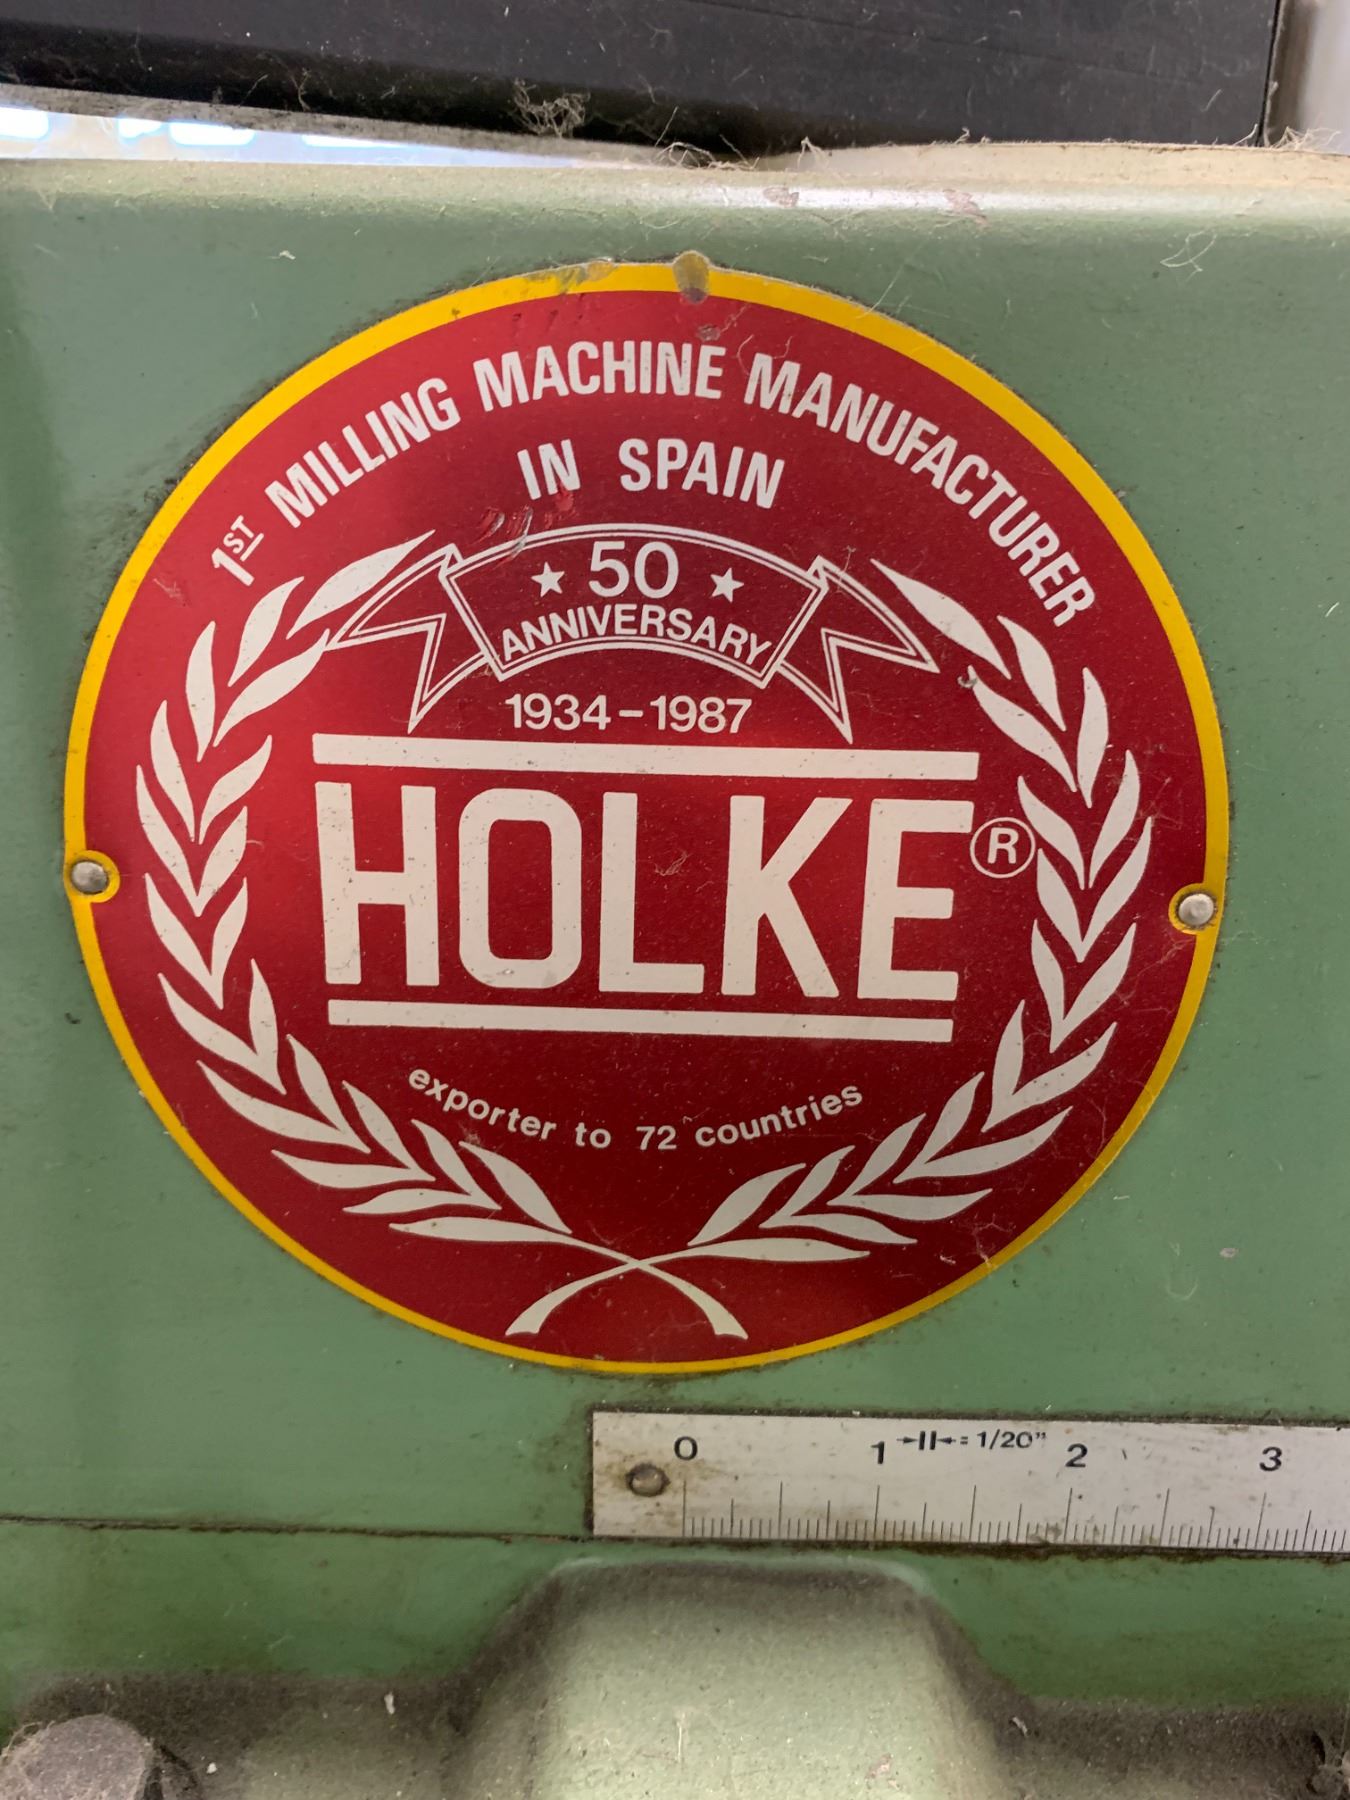 1ST MILLING MACHINE MANUFACTURER
IN SPAIN
50
ANNIVERSARY
1934-1987
HOLKE ®
exporter to 72 countries
0 1 →||←= 1/20" 2 3